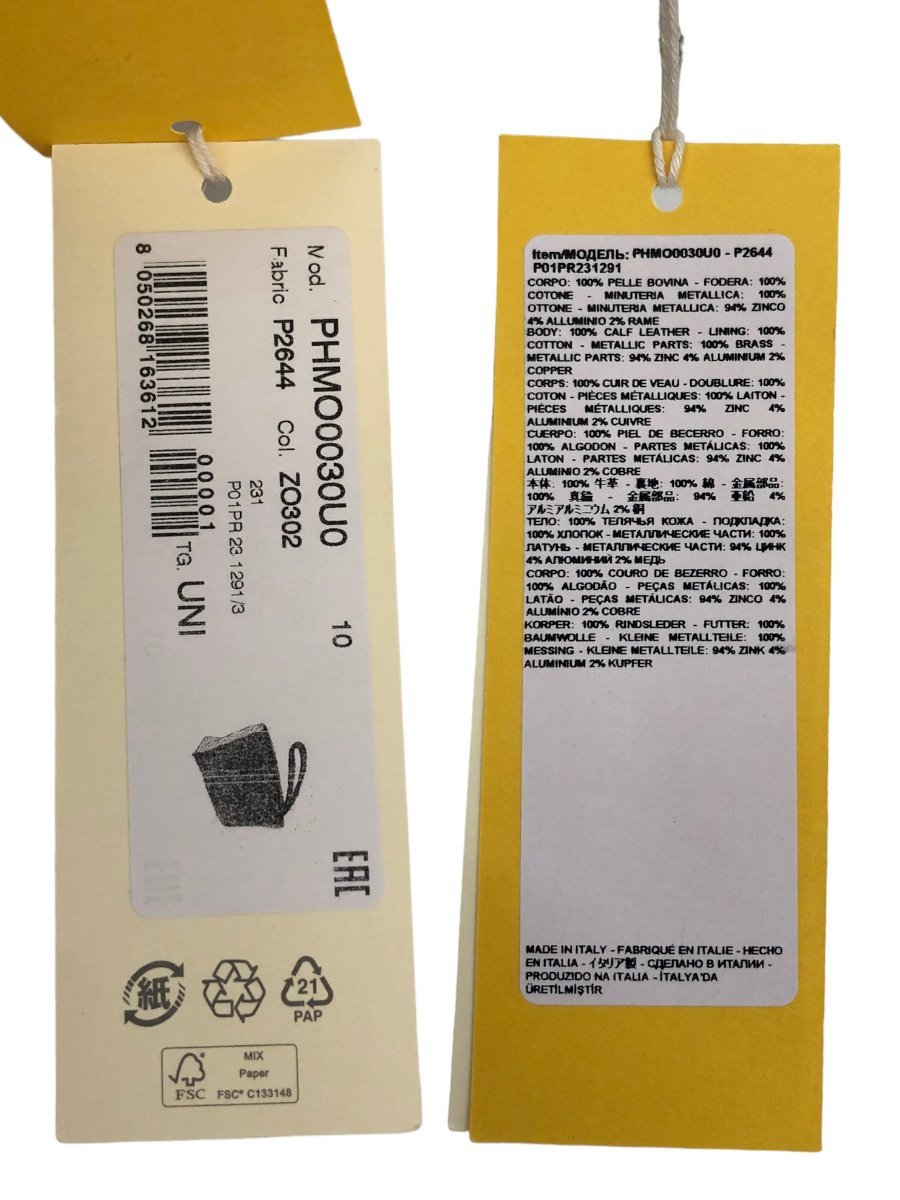 Mod. PHMO0030U0 10
Fabric P2644 Col. ZO302
231
P01PR 23 1291/3
00001 TG. UNI
8 050268 163612
EAC
紙
21
PAP
FSC
MIX
Paper
FSC® C133148
Item/МОДЕЛЬ: PHMO0030U0 - P2644
P01PR231291
CORPO: 100% PELLE BOVINA - FODERA: 100%
COTONE - MINUTERIA METALLICA: 100%
OTTONE - MINUTERIA METALLICA: 94% ZINCO
4% ALLUMINIO 2% RAME
BODY: 100% CALF LEATHER - LINING: 100%
COTTON - METALLIC PARTS: 100% BRASS -
METALLIC PARTS: 94% ZINC 4% ALUMINIUM 2%
COPPER
CORPS: 100% CUIR DE VEAU - DOUBLURE: 100%
COTON - PIÈCES MÉTALLIQUES: 100% LAITON -
PIÈCES MÉTALLIQUES: 94% ZINC 4%
ALUMINIUM 2% CUIVRE
CUERPO: 100% PIEL DE BECERRO - FORRO:
100% ALGODON - PARTES METÁLICAS: 100%
LATON - PARTES METÁLICAS: 94% ZINC 4%
ALUMINIO 2% COBRE
本体: 100% 牛革 - 裏地: 100% 綿 - 金属部品:
100% 真鍮 - 金属部品: 94% 亜鉛 4%
アルミアルミニウム 2% 銅
ТЕЛО: 100% ТЕЛЯЧЬЯ КОЖА - ПОДКЛАДКА:
100% ХЛОПОК - МЕТАЛЛИЧЕСКИЕ ЧАСТИ: 100%
ЛАТУНЬ - МЕТАЛЛИЧЕСКИЕ ЧАСТИ: 94% ЦИНК
4% АЛЮМИНИЙ 2% МЕДЬ
CORPO: 100% COURO DE BEZERRO - FORRO:
100% ALGODÃO - PEÇAS METÁLICAS: 100%
LATÃO - PEÇAS METÁLICAS: 94% ZINCO 4%
ALUMÍNIO 2% COBRE
KORPER: 100% RINDSLEDER - FUTTER: 100%
BAUMWOLLE - KLEINE METALLTEILE: 100%
MESSING - KLEINE METALLTEILE: 94% ZINK 4%
ALUMINIUM 2% KUPFER
MADE IN ITALY - FABRIQUÉ EN ITALIE - HECHO
EN ITALIA - イタリア製 - СДЕЛАНО В ИТАЛИИ -
PRODUZIDO NA ITALIA - İTALYA'DA
ÜRETİLMİŞTİR